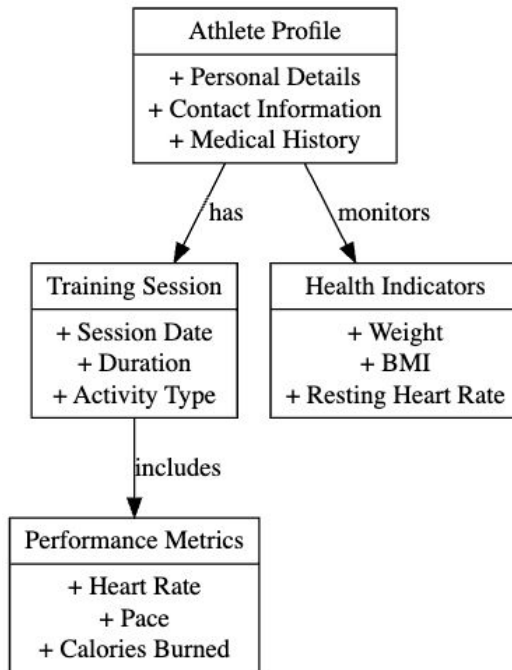 Athlete Profile
+ Personal Details
+ Contact Information
+ Medical History
has
monitors
Training Session
+ Session Date
+ Duration
+ Activity Type
Health Indicators
+ Weight
+ BMI
+ Resting Heart Rate
includes
Performance Metrics
+ Heart Rate
+ Pace
+ Calories Burned